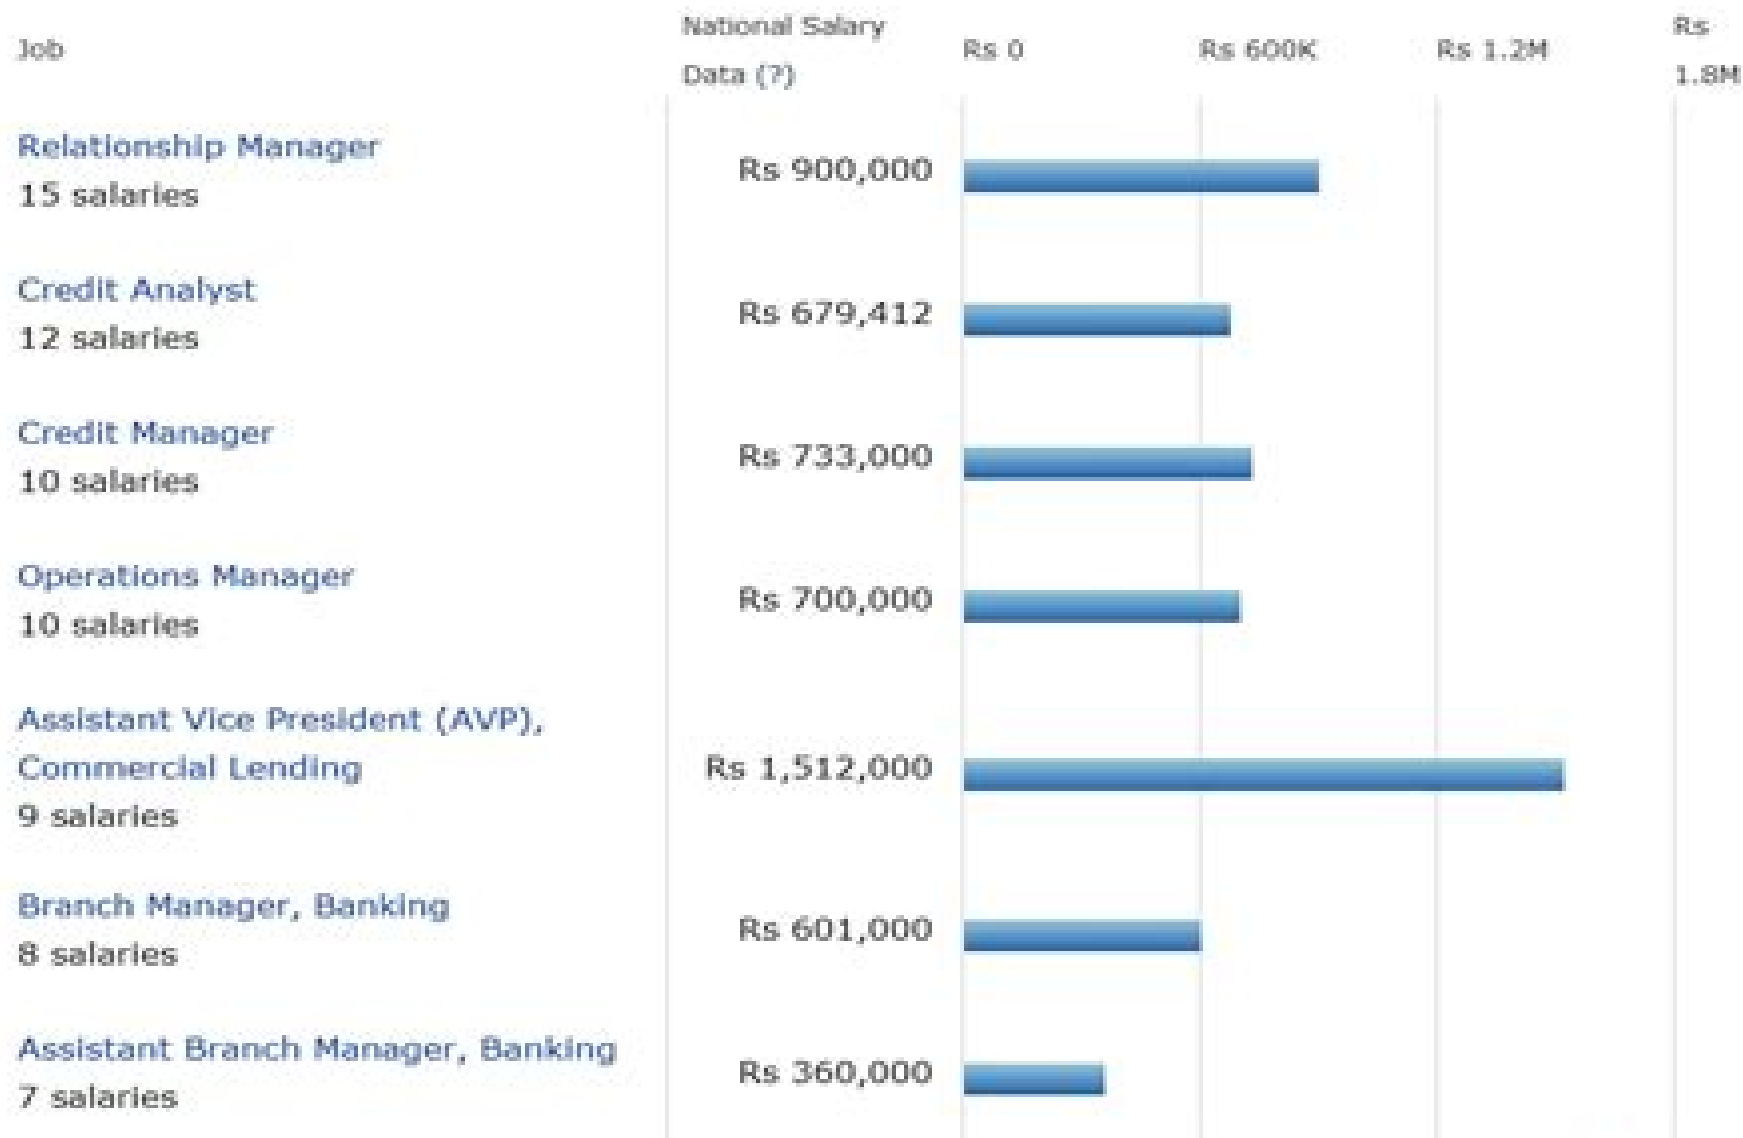 Job
National Salary
Data (?)
Rs 0
Rs 600K
Rs 1.2M
Rs
1.8M
Relationship Manager
15 salaries
Rs 900,000
Credit Analyst
12 salaries
Rs 679,412
Credit Manager
10 salaries
Rs 733,000
Operations Manager
10 salaries
Rs 700,000
Assistant Vice President (AVP),
Commercial Lending
9 salaries
Rs 1,512,000
Branch Manager, Banking
8 salaries
Rs 601,000
Assistant Branch Manager, Banking
7 salaries
Rs 360,000